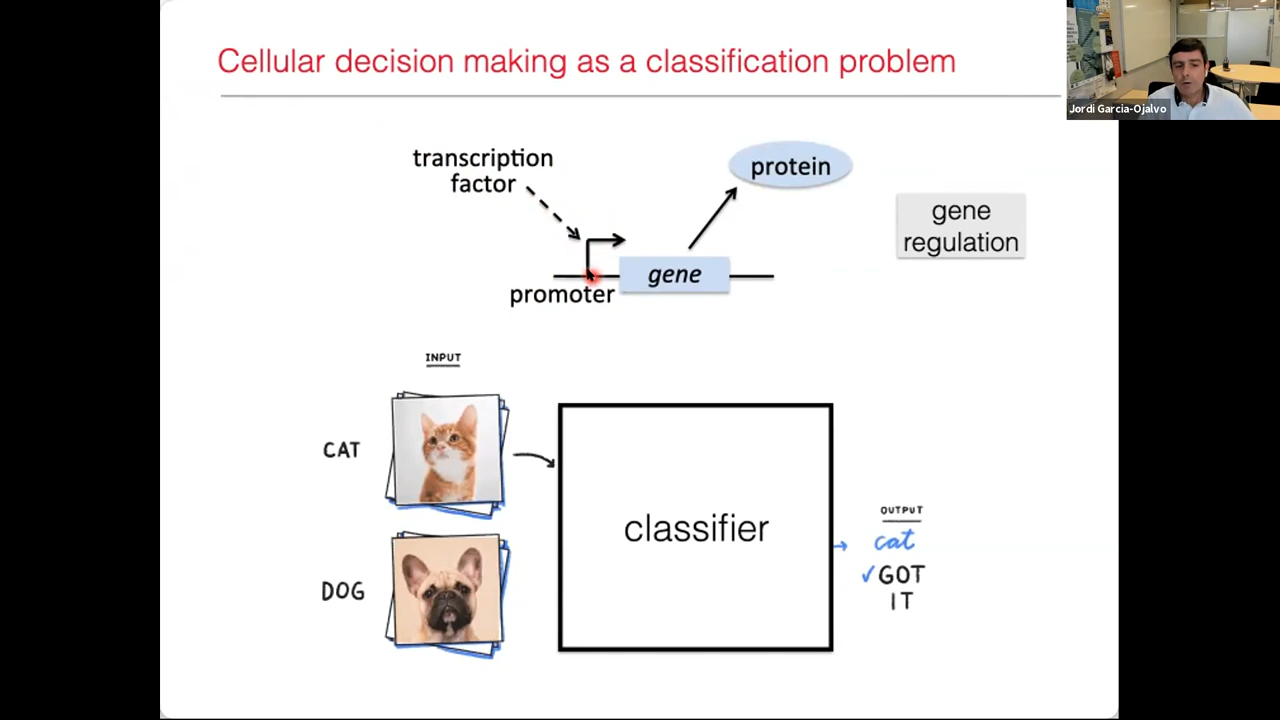 Cellular decision making as a classification problem
Jordi Garcia-Ojalvo
transcription
factor
protein
gene
regulation
gene
promoter
INPUT
CAT
classifier
OUTPUT
cat
✓GOT
IT
DOG